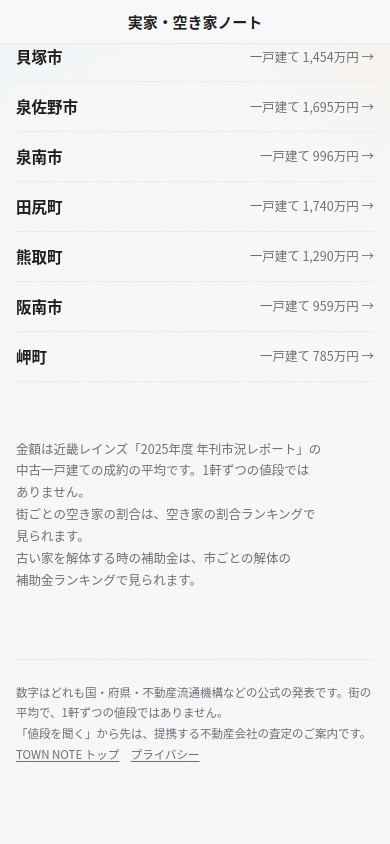 実家・空き家ノート
貝塚市 一戸建て 1,454万円 →
泉佐野市 一戸建て 1,695万円 →
泉南市 一戸建て 996万円 →
田尻町 一戸建て 1,740万円 →
熊取町 一戸建て 1,290万円 →
阪南市 一戸建て 959万円 →
岬町 一戸建て 785万円 →
金額は近畿レインズ「2025年度 年刊市況レポート」の
中古一戸建ての成約の平均です。1軒ずつの値段では
ありません。
街ごとの空き家の割合は、空き家の割合ランキングで
見られます。
古い家を解体する時の補助金は、市ごとの解体の
補助金ランキングで見られます。
数字はどれも国・府県・不動産流通機構などの公式の発表です。街の
平均で、1軒ずつの値段ではありません。
「値段を聞く」から先は、提携する不動産会社の査定のご案内です。
TOWN NOTE トップ プライバシー